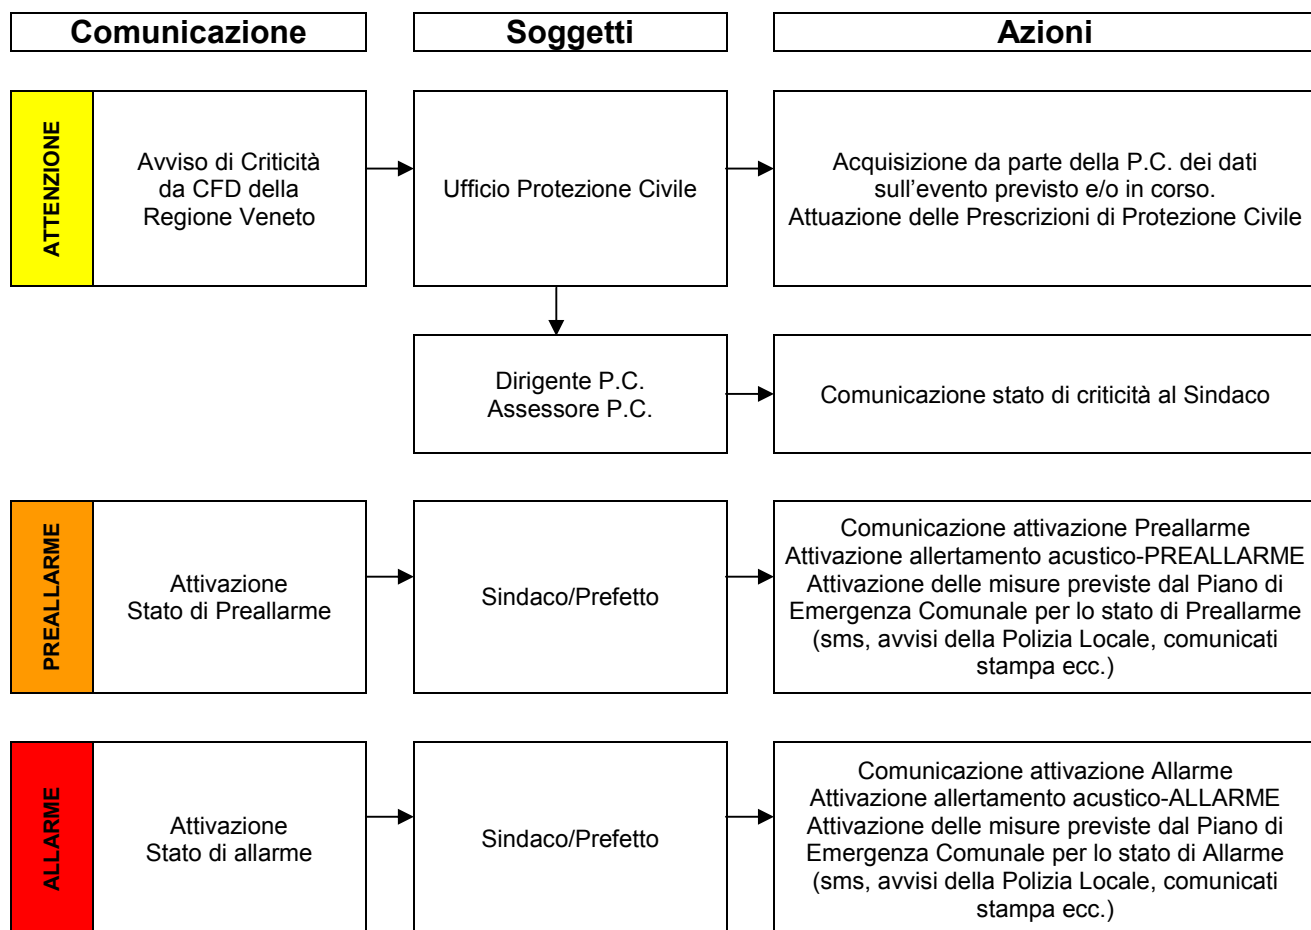 Comunicazione
Soggetti
Azioni
ATTENZIONE
Avviso di Criticità
da CFD della
Regione Veneto
Ufficio Protezione Civile
Acquisizione da parte della P.C. dei dati
sull’evento previsto e/o in corso.
Attuazione delle Prescrizioni di Protezione Civile
Dirigente P.C.
Assessore P.C.
Comunicazione stato di criticità al Sindaco
PREALLARME
Attivazione
Stato di Preallarme
Sindaco/Prefetto
Comunicazione attivazione Preallarme
Attivazione allertamento acustico-PREALLARME
Attivazione delle misure previste dal Piano di
Emergenza Comunale per lo stato di Preallarme
(sms, avvisi della Polizia Locale, comunicati
stampa ecc.)
ALLARME
Attivazione
Stato di allarme
Sindaco/Prefetto
Comunicazione attivazione Allarme
Attivazione allertamento acustico-ALLARME
Attivazione delle misure previste dal Piano di
Emergenza Comunale per lo stato di Allarme
(sms, avvisi della Polizia Locale, comunicati
stampa ecc.)